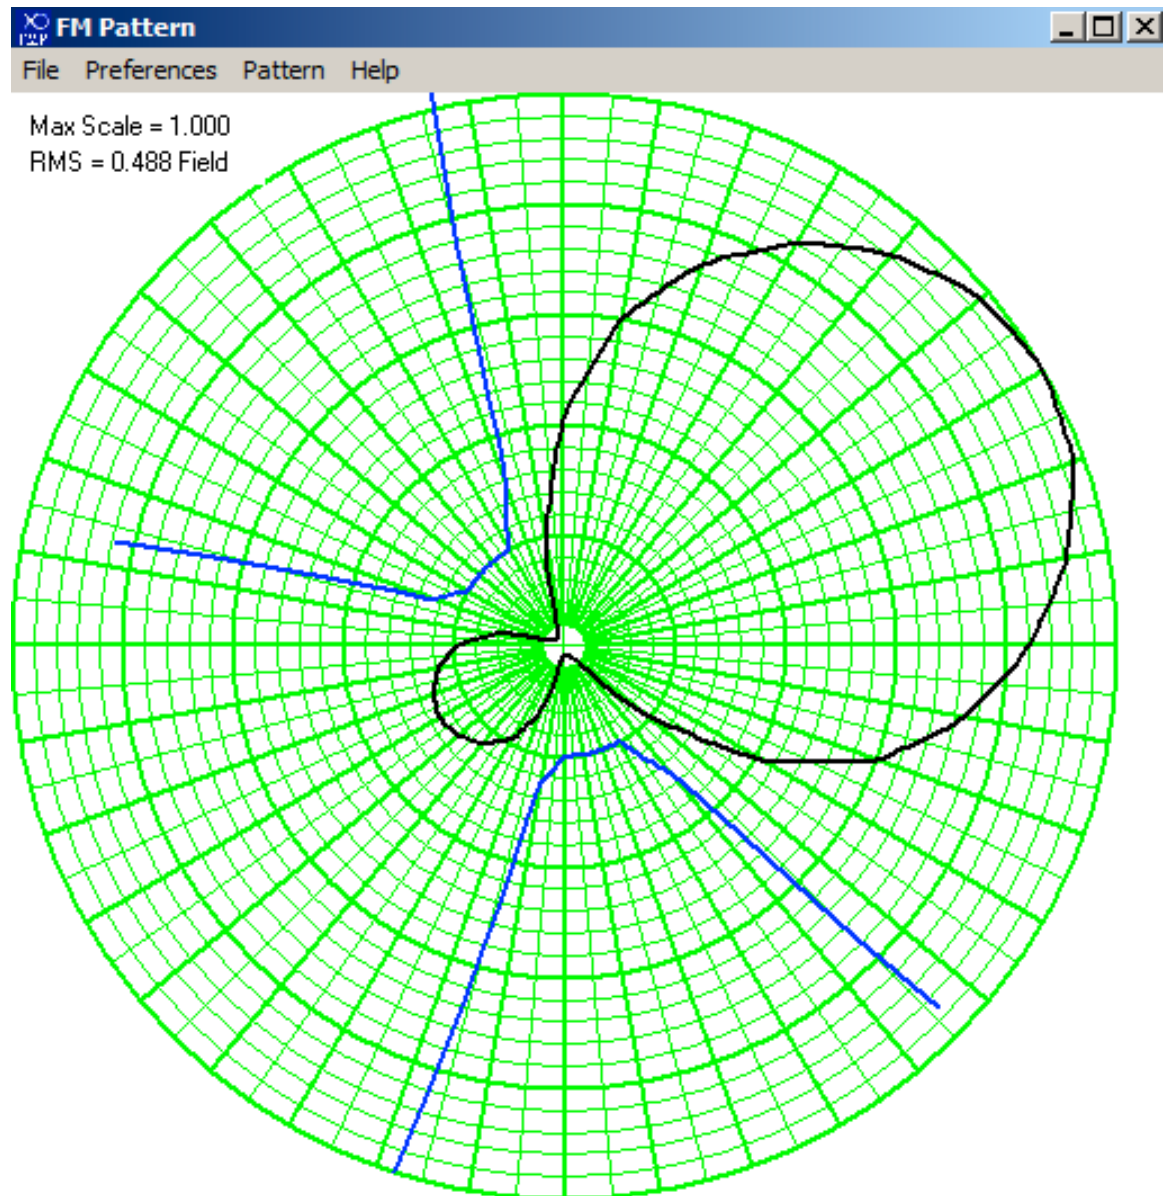 FM Pattern
File Preferences Pattern Help
Max Scale = 1.000
RMS = 0.488 Field